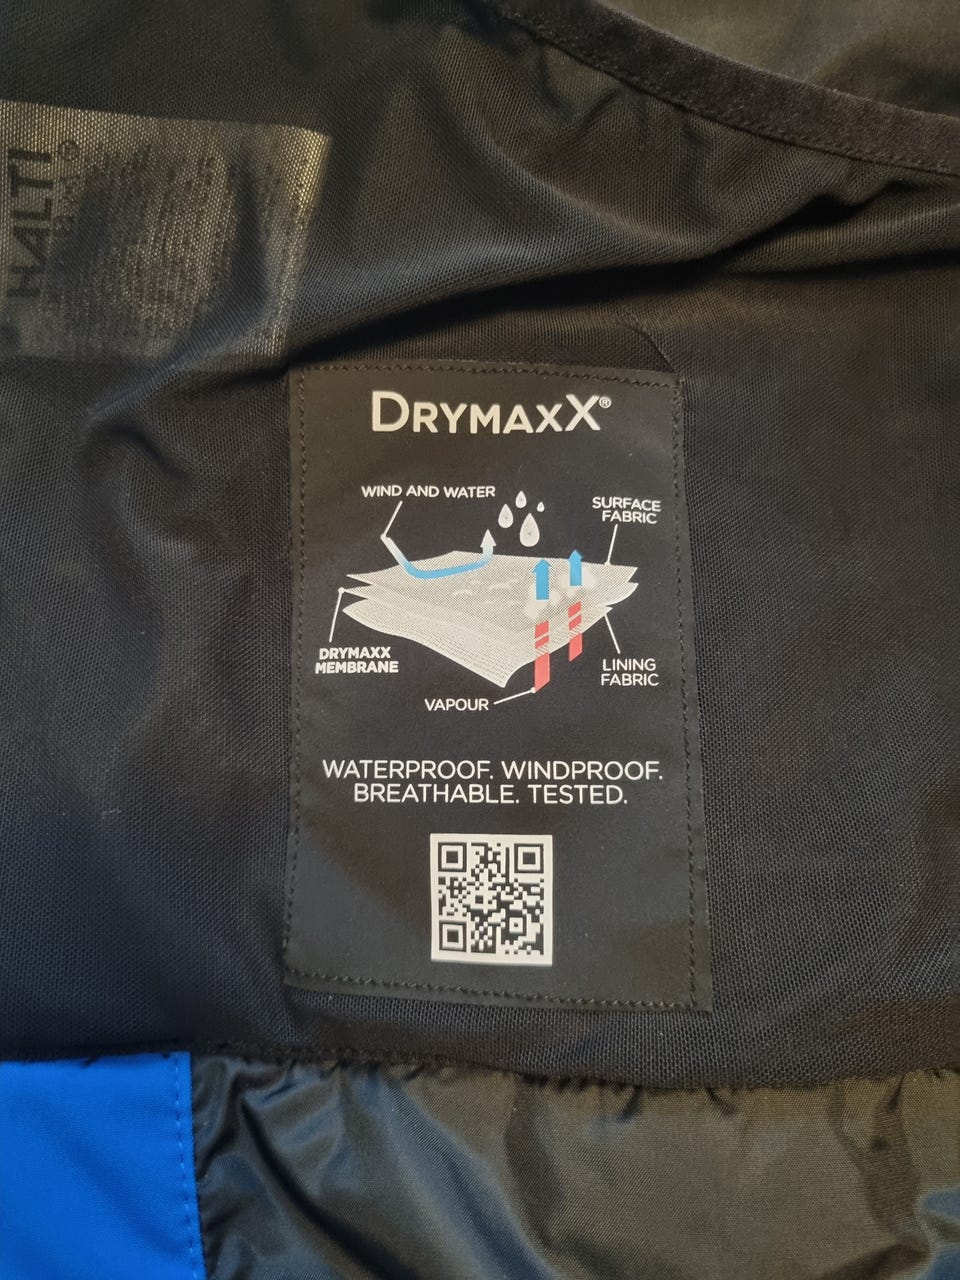 HALTI®
DRYMAXX®
WIND AND WATER
SURFACE
FABRIC
DRYMAXX
MEMBRANE
LINING
FABRIC
VAPOUR
WATERPROOF. WINDPROOF.
BREATHABLE. TESTED.